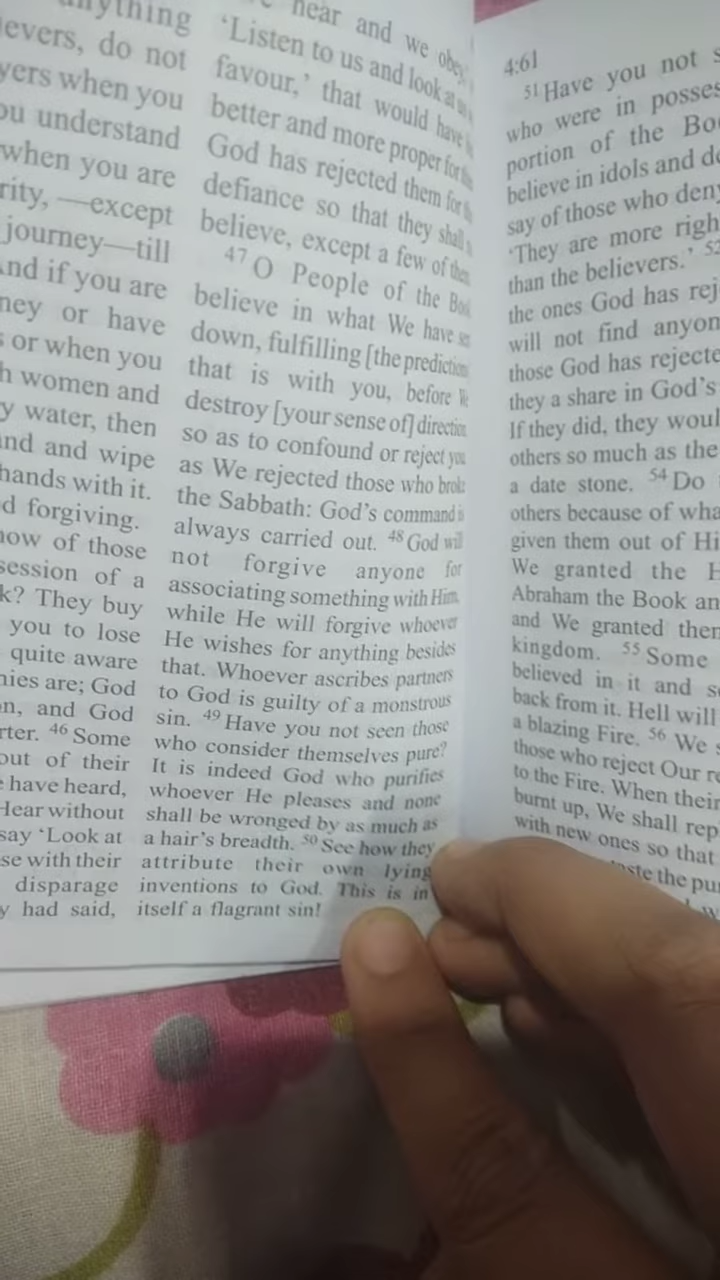 anything
ievers, do not
yers when you
ou understand
when you are
rity, —except
journey—till
And if you are
ney or have
s or when you
h women and
y water, then
and and wipe
hands with it.
d forgiving.
now of those
session of a
k? They buy
you to lose
quite aware
nies are; God
en, and God
rter. 46 Some
out of their
e have heard,
Hear without
say ‘Look at
se with their
disparage
y had said,
hear and we obey,
‘Listen to us and look at us
favour,’ that would have
better and more proper for
God has rejected them for
defiance so that they shall
believe, except a few of them
47 O People of the Book
believe in what We have
down, fulfilling [the prediction
that is with you, before We
destroy [your sense of] direction
so as to confound or reject you
as We rejected those who broke
the Sabbath: God’s command is
always carried out. 48 God will
not forgive anyone for
associating something with Him,
while He will forgive whoever
He wishes for anything besides
that. Whoever ascribes partners
to God is guilty of a monstrous
sin. 49 Have you not seen those
who consider themselves pure?
It is indeed God who purifies
whoever He pleases and none
shall be wronged by as much as
a hair’s breadth. 50 See how they
attribute their own lying
inventions to God. This is in
itself a flagrant sin!
4:61
51 Have you not s
who were in posses
portion of the Boo
believe in idols and de
say of those who deny
‘They are more righ
than the believers.’ 52
the ones God has rej
will not find anyon
those God has rejecte
they a share in God’s
If they did, they woul
others so much as the
a date stone. 54 Do
others because of wha
given them out of Hi
We granted the H
Abraham the Book an
and We granted them
kingdom. 55 Some
believed in it and so
back from it. Hell will
a blazing Fire. 56 We s
those who reject Our re
to the Fire. When their
burnt up, We shall rep
with new ones so that
taste the pu